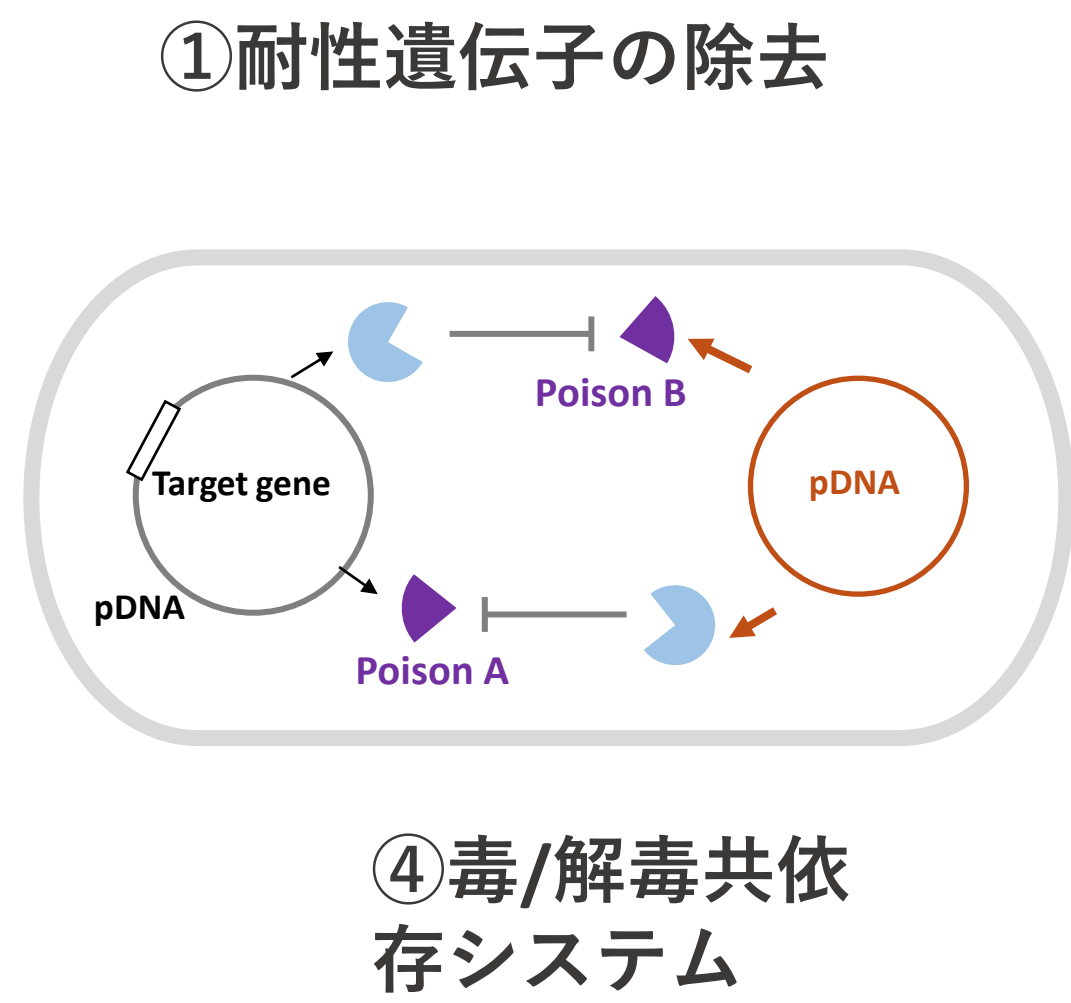 ①耐性遺伝子の除去
Poison B
Target gene
pDNA
pDNA
Poison A
④毒/解毒共依
存システム